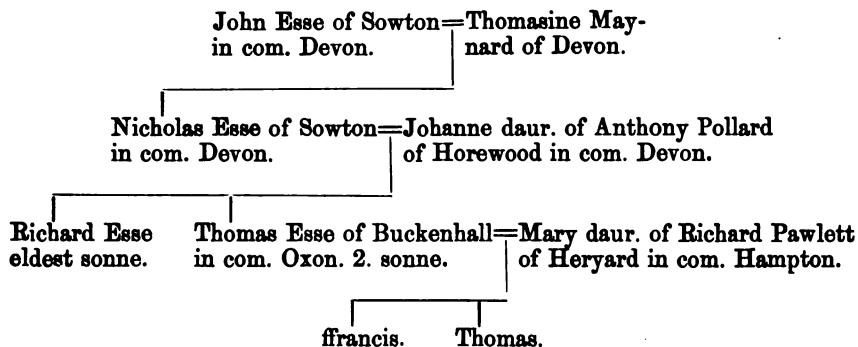 John Esse of Sowton=Thomasine May-
in com. Devon. nard of Devon.
Nicholas Esse of Sowton=Johanne daur. of Anthony Pollard
in com. Devon. of Horewood in com. Devon.
Richard Esse Thomas Esse of Buckenhall=Mary daur. of Richard Pawlett
eldest sonne. in com. Oxon. 2. sonne. of Heryard in com. Hampton.
ffrancis. Thomas.